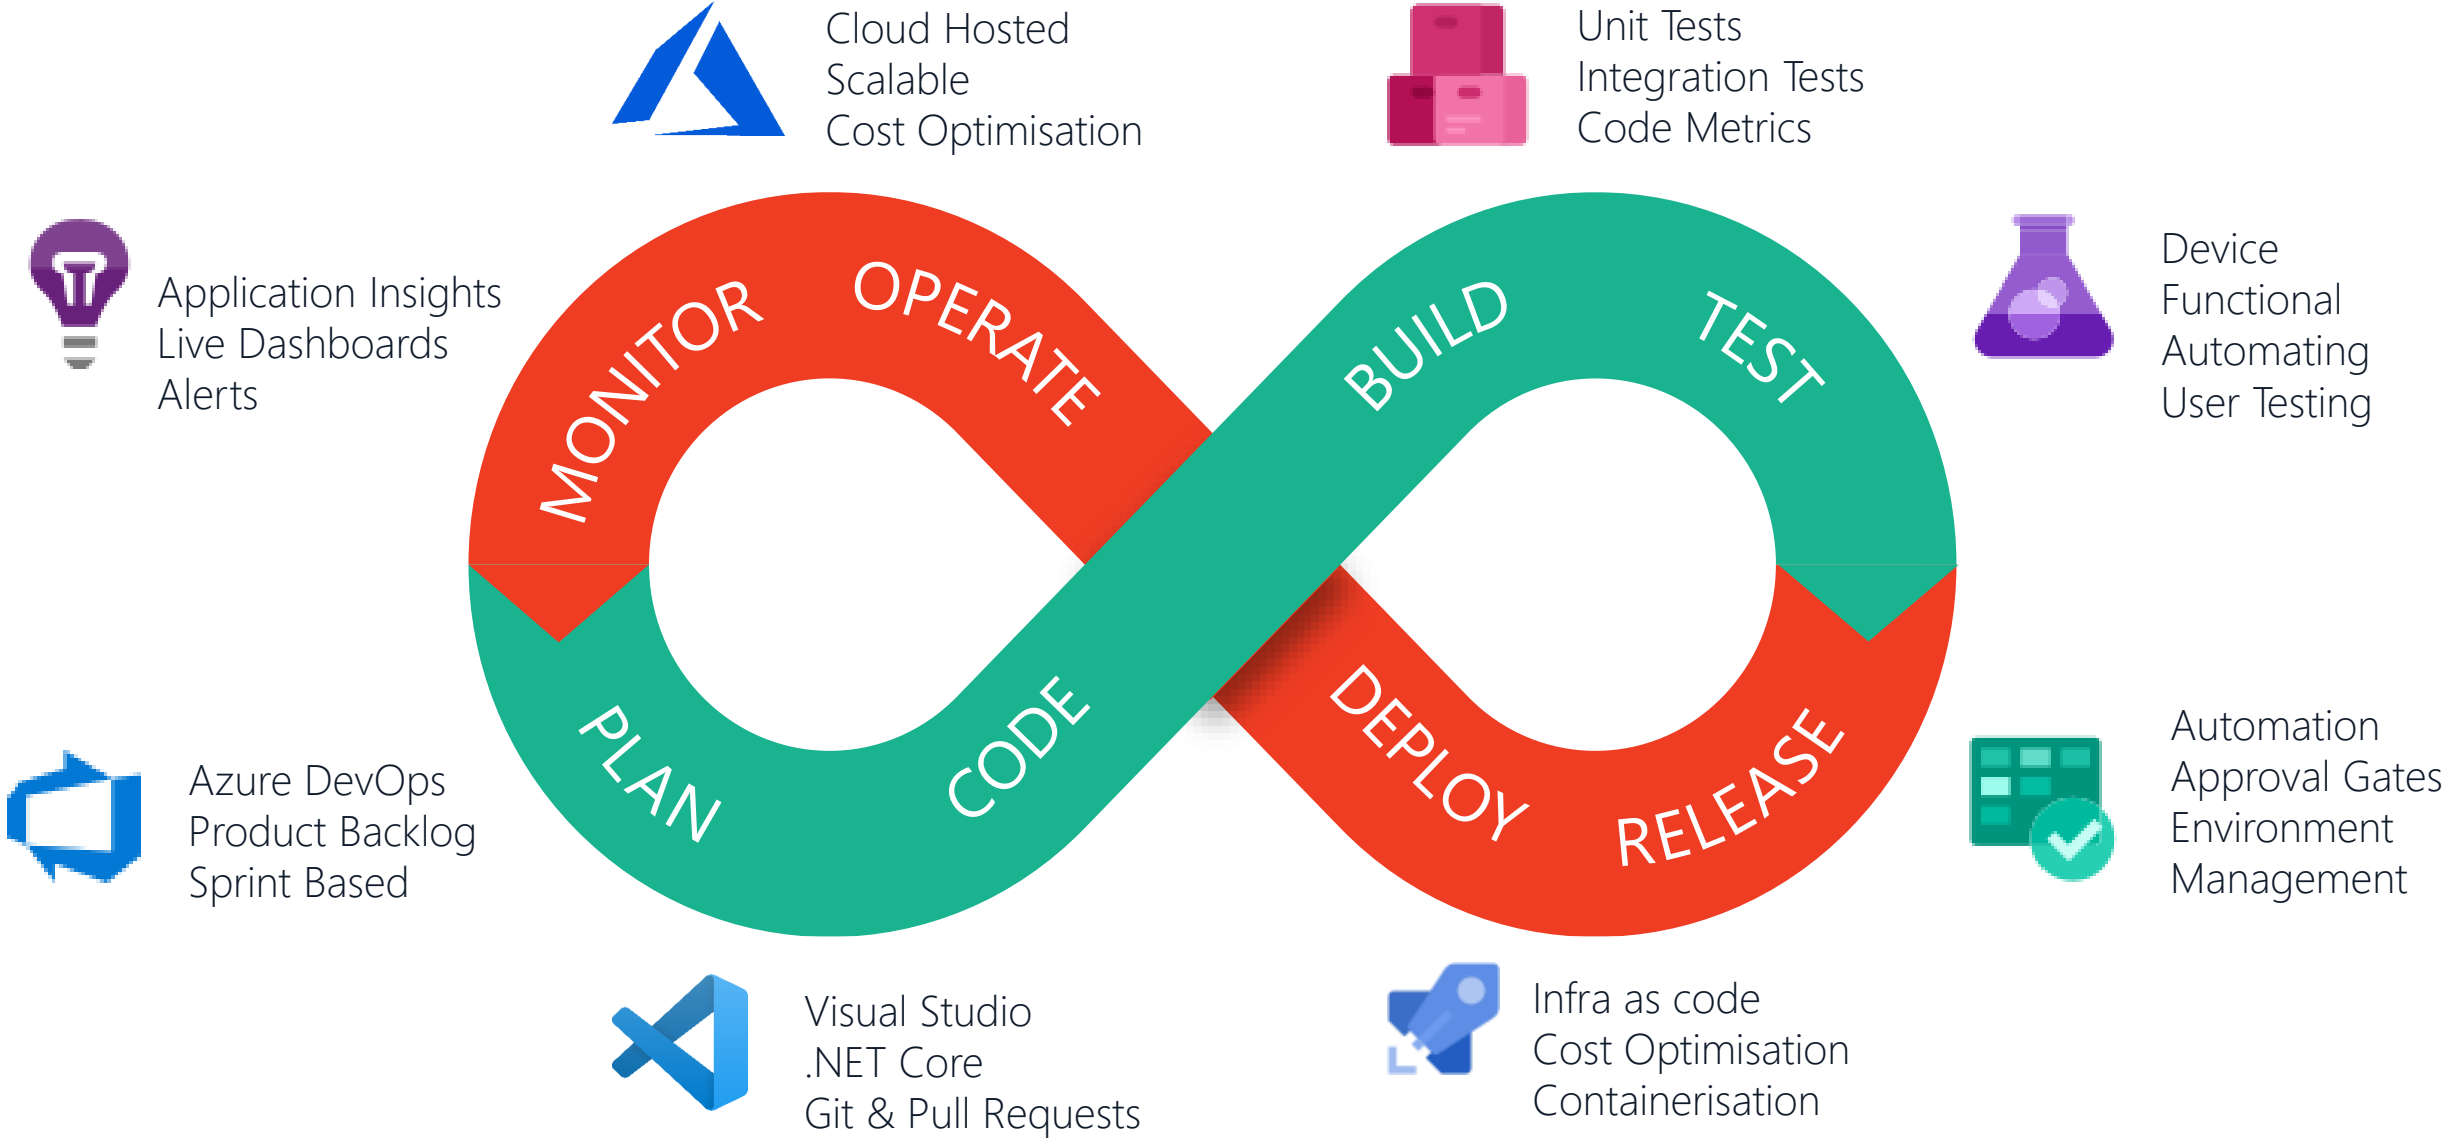 Cloud Hosted
Scalable
Cost Optimisation
Unit Tests
Integration Tests
Code Metrics
Application Insights
Live Dashboards
Alerts
MONITOR
OPERATE
BUILD
TEST
Device
Functional
Automating
User Testing
Azure DevOps
Product Backlog
Sprint Based
PLAN
CODE
DEPLOY
RELEASE
Automation
Approval Gates
Environment
Management
Visual Studio
.NET Core
Git & Pull Requests
Infra as code
Cost Optimisation
Containerisation